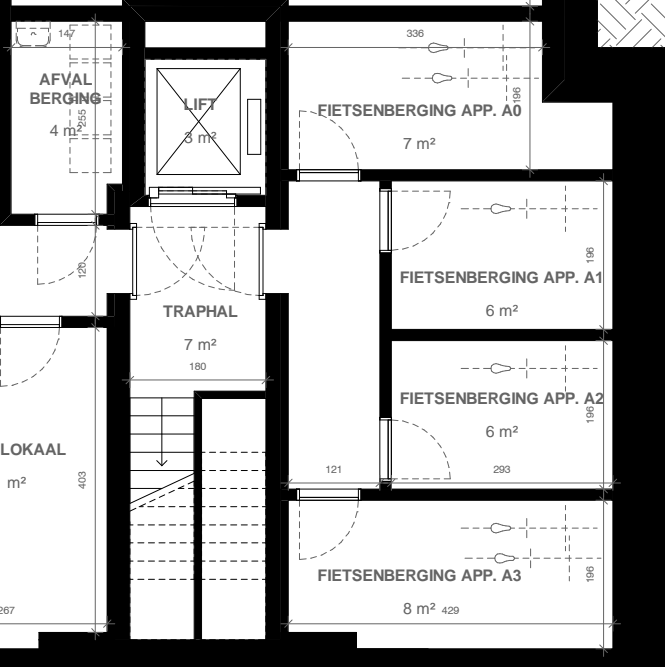 147
AFVAL
BERGING
4 m²
255
LIFT
3 m²
336
196
FIETSENBERGING APP. A0
7 m²
120
TRAPHAL
7 m²
180
196
FIETSENBERGING APP. A1
6 m²
FIETSENBERGING APP. A2
6 m²
196
293
121
LOKAAL
m²
403
267
FIETSENBERGING APP. A3
8 m²
429
196